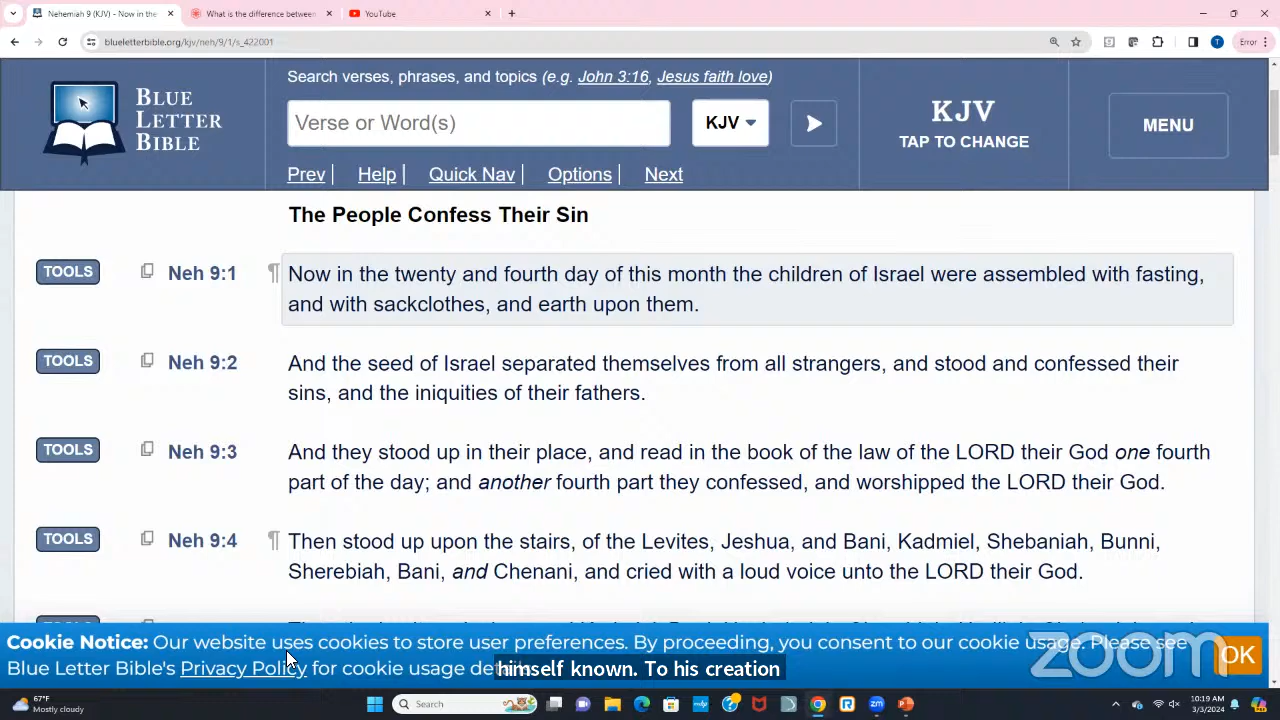 Nehemiah 9 (KJV) - Now in the
What is the difference between
YouTube
blueletterbible.org/kjv/neh/9/1/s_422001
Error
BLUE
LETTER
BIBLE
Search verses, phrases, and topics (e.g. John 3:16, Jesus faith love)
Verse or Word(s)
KJV
KJV
TAP TO CHANGE
MENU
Prev | Help | Quick Nav | Options | Next
The People Confess Their Sin
TOOLS Neh 9:1 ¶ Now in the twenty and fourth day of this month the children of Israel were assembled with fasting,
and with sackclothes, and earth upon them.
TOOLS Neh 9:2 And the seed of Israel separated themselves from all strangers, and stood and confessed their
sins, and the iniquities of their fathers.
TOOLS Neh 9:3 And they stood up in their place, and read in the book of the law of the LORD their God one fourth
part of the day; and another fourth part they confessed, and worshipped the LORD their God.
TOOLS Neh 9:4 ¶ Then stood up upon the stairs, of the Levites, Jeshua, and Bani, Kadmiel, Shebaniah, Bunni,
Sherebiah, Bani, and Chenani, and cried with a loud voice unto the LORD their God.
Cookie Notice: Our website uses cookies to store user preferences. By proceeding, you consent to our cookie usage. Please see
Blue Letter Bible's Privacy Policy for cookie usage
OK
zoom
himself known. To his creation
67°F
Mostly cloudy
Search
10:19 AM
3/3/2024